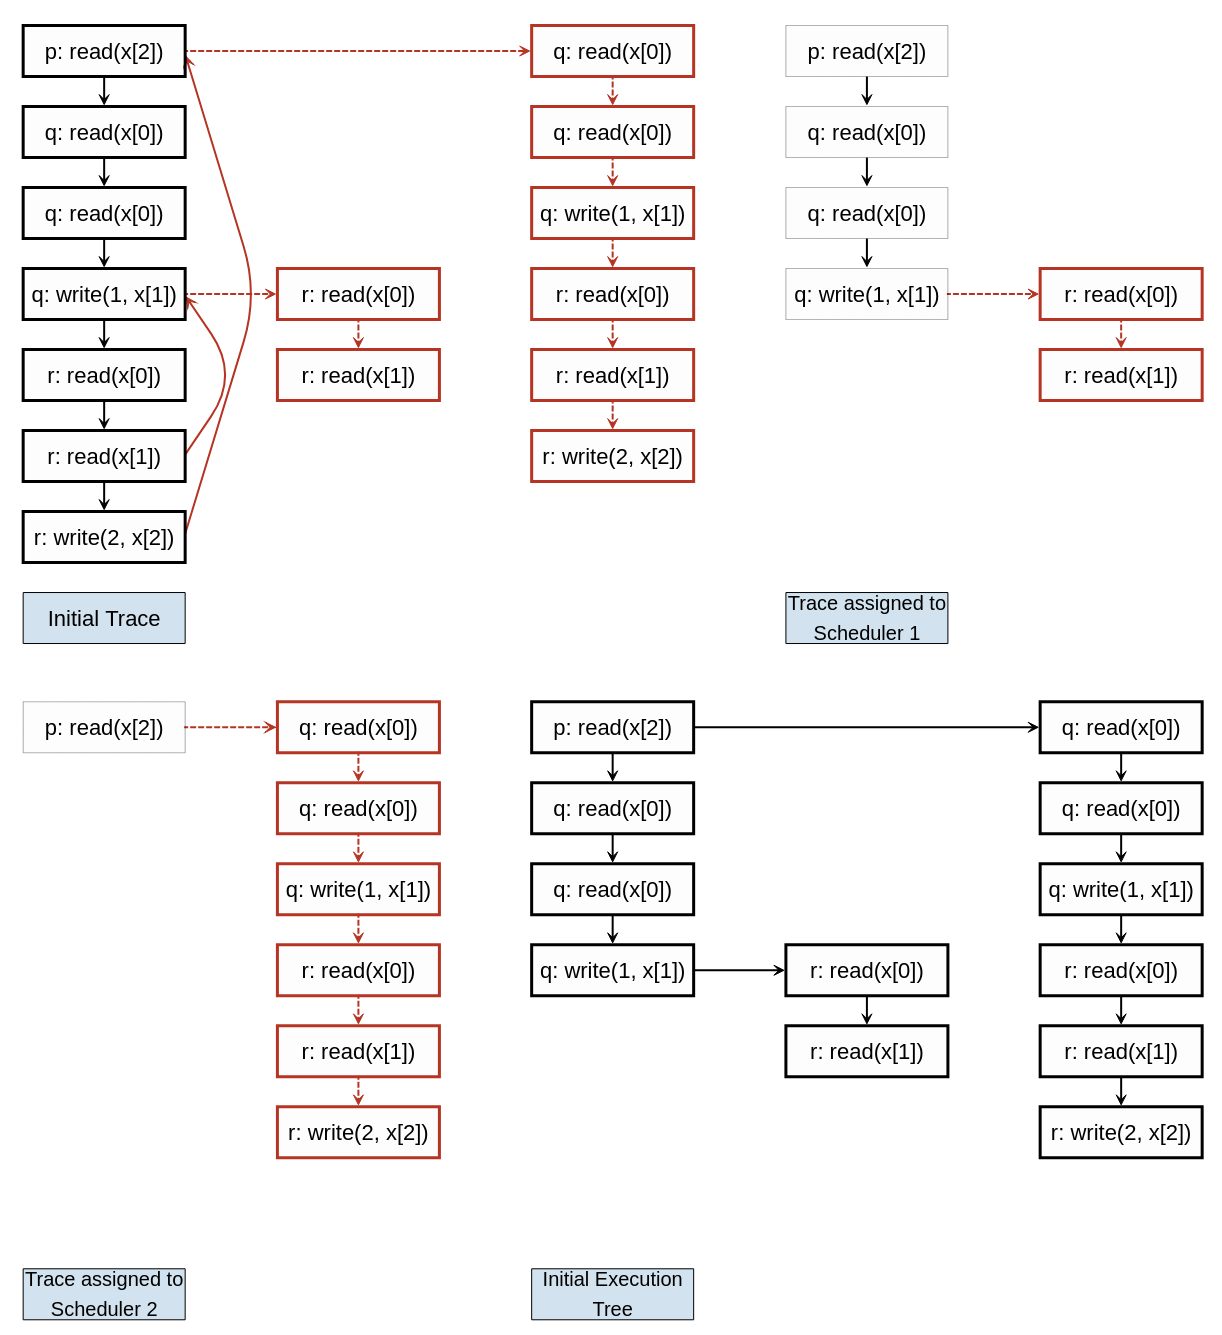 p: read(x[2])
q: read(x[0])
q: read(x[0])
q: write(1, x[1])
r: read(x[0])
r: read(x[1])
r: write(2, x[2])
Initial Trace
r: read(x[0])
r: read(x[1])
q: read(x[0])
q: read(x[0])
q: write(1, x[1])
r: read(x[0])
r: read(x[1])
r: write(2, x[2])
p: read(x[2])
q: read(x[0])
q: read(x[0])
q: write(1, x[1])
r: read(x[0])
r: read(x[1])
Trace assigned to
Scheduler 1
p: read(x[2])
q: read(x[0])
q: read(x[0])
q: write(1, x[1])
r: read(x[0])
r: read(x[1])
r: write(2, x[2])
Trace assigned to
Scheduler 2
p: read(x[2])
q: read(x[0])
q: read(x[0])
q: write(1, x[1])
r: read(x[0])
r: read(x[1])
q: read(x[0])
q: read(x[0])
q: write(1, x[1])
r: read(x[0])
r: read(x[1])
r: write(2, x[2])
Initial Execution
Tree